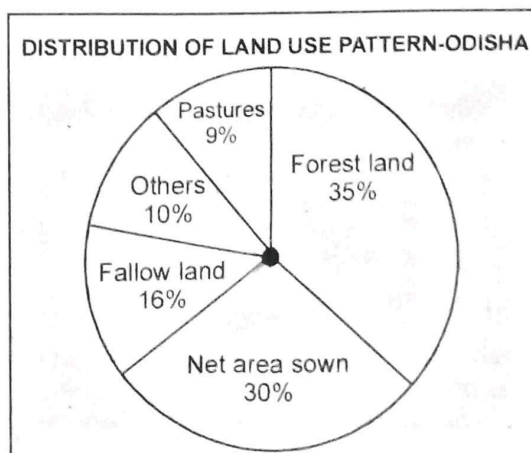 DISTRIBUTION OF LAND USE PATTERN-ODISHA
Pastures
9%
Forest land
35%
Others
10%
Fallow land
16%
Net area sown
30%